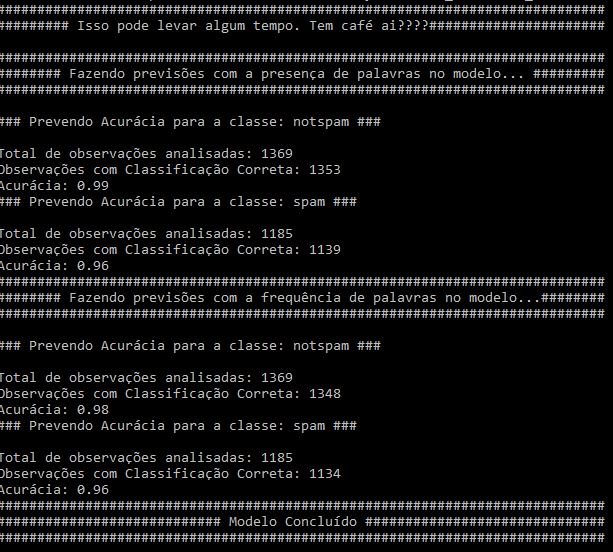 ############################################################################
######### Isso pode levar algum tempo. Tem café ai????######################
############################################################################
######## Fazendo previsões com a presença de palavras no modelo... #########
############################################################################
### Prevendo Acurácia para a classe: notspam ###
Total de observações analisadas: 1369
Observações com Classificação Correta: 1353
Acurácia: 0.99
### Prevendo Acurácia para a classe: spam ###
Total de observações analisadas: 1185
Observações com Classificação Correta: 1139
Acurácia: 0.96
############################################################################
######## Fazendo previsões com a frequência de palavras no modelo...########
############################################################################
### Prevendo Acurácia para a classe: notspam ###
Total de observações analisadas: 1369
Observações com Classificação Correta: 1348
Acurácia: 0.98
### Prevendo Acurácia para a classe: spam ###
Total de observações analisadas: 1185
Observações com Classificação Correta: 1134
Acurácia: 0.96
############################################################################
############################ Modelo Concluído ##############################
############################################################################